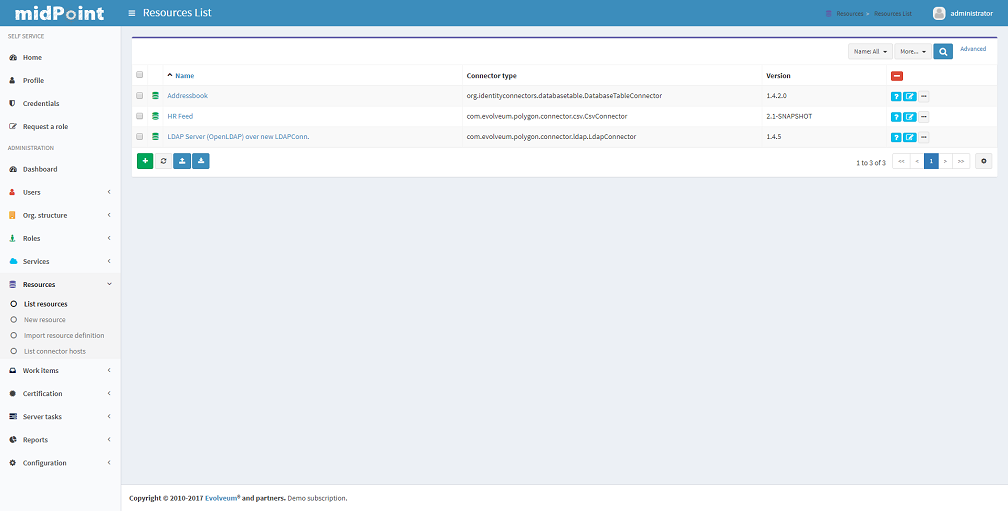 midPoint
Resources List
Resources
Resources List
administrator
SELF SERVICE
Home
Profile
Credentials
Request a role
ADMINISTRATION
Dashboard
Users
Org. structure
Roles
Services
Resources
List resources
New resource
Import resource definition
List connector hosts
Work items
Certification
Server tasks
Reports
Configuration
Name: All
More...
Advanced
Name Connector type Version
Addressbook org.identityconnectors.databasetable.DatabaseTableConnector 1.4.2.0
HR Feed com.evolveum.polygon.connector.csv.CsvConnector 2.1-SNAPSHOT
LDAP Server (OpenLDAP) over new LDAPConn. com.evolveum.polygon.connector.ldap.LdapConnector 1.4.5
1 to 3 of 3 << < 1 > >>
Copyright © 2010-2017 Evolveum® and partners. Demo subscription.